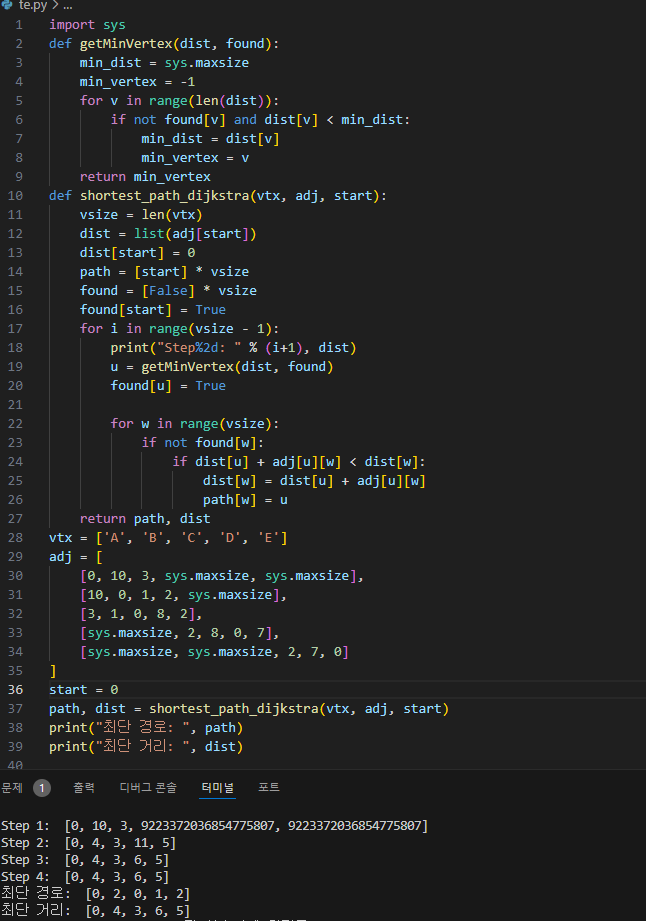 te.py > ...
1 import sys
2 def getMinVertex(dist, found):
3     min_dist = sys.maxsize
4     min_vertex = -1
5     for v in range(len(dist)):
6         if not found[v] and dist[v] < min_dist:
7             min_dist = dist[v]
8             min_vertex = v
9     return min_vertex
10 def shortest_path_dijkstra(vtx, adj, start):
11     vsize = len(vtx)
12     dist = list(adj[start])
13     dist[start] = 0
14     path = [start] * vsize
15     found = [False] * vsize
16     found[start] = True
17     for i in range(vsize - 1):
18         print("Step%2d: " % (i+1), dist)
19         u = getMinVertex(dist, found)
20         found[u] = True
21
22         for w in range(vsize):
23             if not found[w]:
24                 if dist[u] + adj[u][w] < dist[w]:
25                     dist[w] = dist[u] + adj[u][w]
26                     path[w] = u
27     return path, dist
28 vtx = ['A', 'B', 'C', 'D', 'E']
29 adj = [
30     [0, 10, 3, sys.maxsize, sys.maxsize],
31     [10, 0, 1, 2, sys.maxsize],
32     [3, 1, 0, 8, 2],
33     [sys.maxsize, 2, 8, 0, 7],
34     [sys.maxsize, sys.maxsize, 2, 7, 0]
35 ]
36 start = 0
37 path, dist = shortest_path_dijkstra(vtx, adj, start)
38 print("최단 경로: ", path)
39 print("최단 거리: ", dist)
40
문제 1 출력 디버그 콘솔 터미널 포트
Step 1:  [0, 10, 3, 9223372036854775807, 9223372036854775807]
Step 2:  [0, 4, 3, 11, 5]
Step 3:  [0, 4, 3, 6, 5]
Step 4:  [0, 4, 3, 6, 5]
최단 경로:  [0, 2, 0, 1, 2]
최단 거리:  [0, 4, 3, 6, 5]